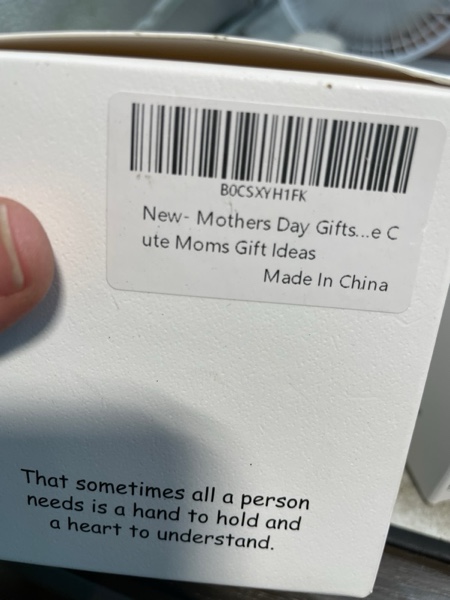 B0CSXYH1FK
New- Mothers Day Gifts...e C
ute Moms Gift Ideas
Made In China
That sometimes all a person
needs is a hand to hold and
a heart to understand.